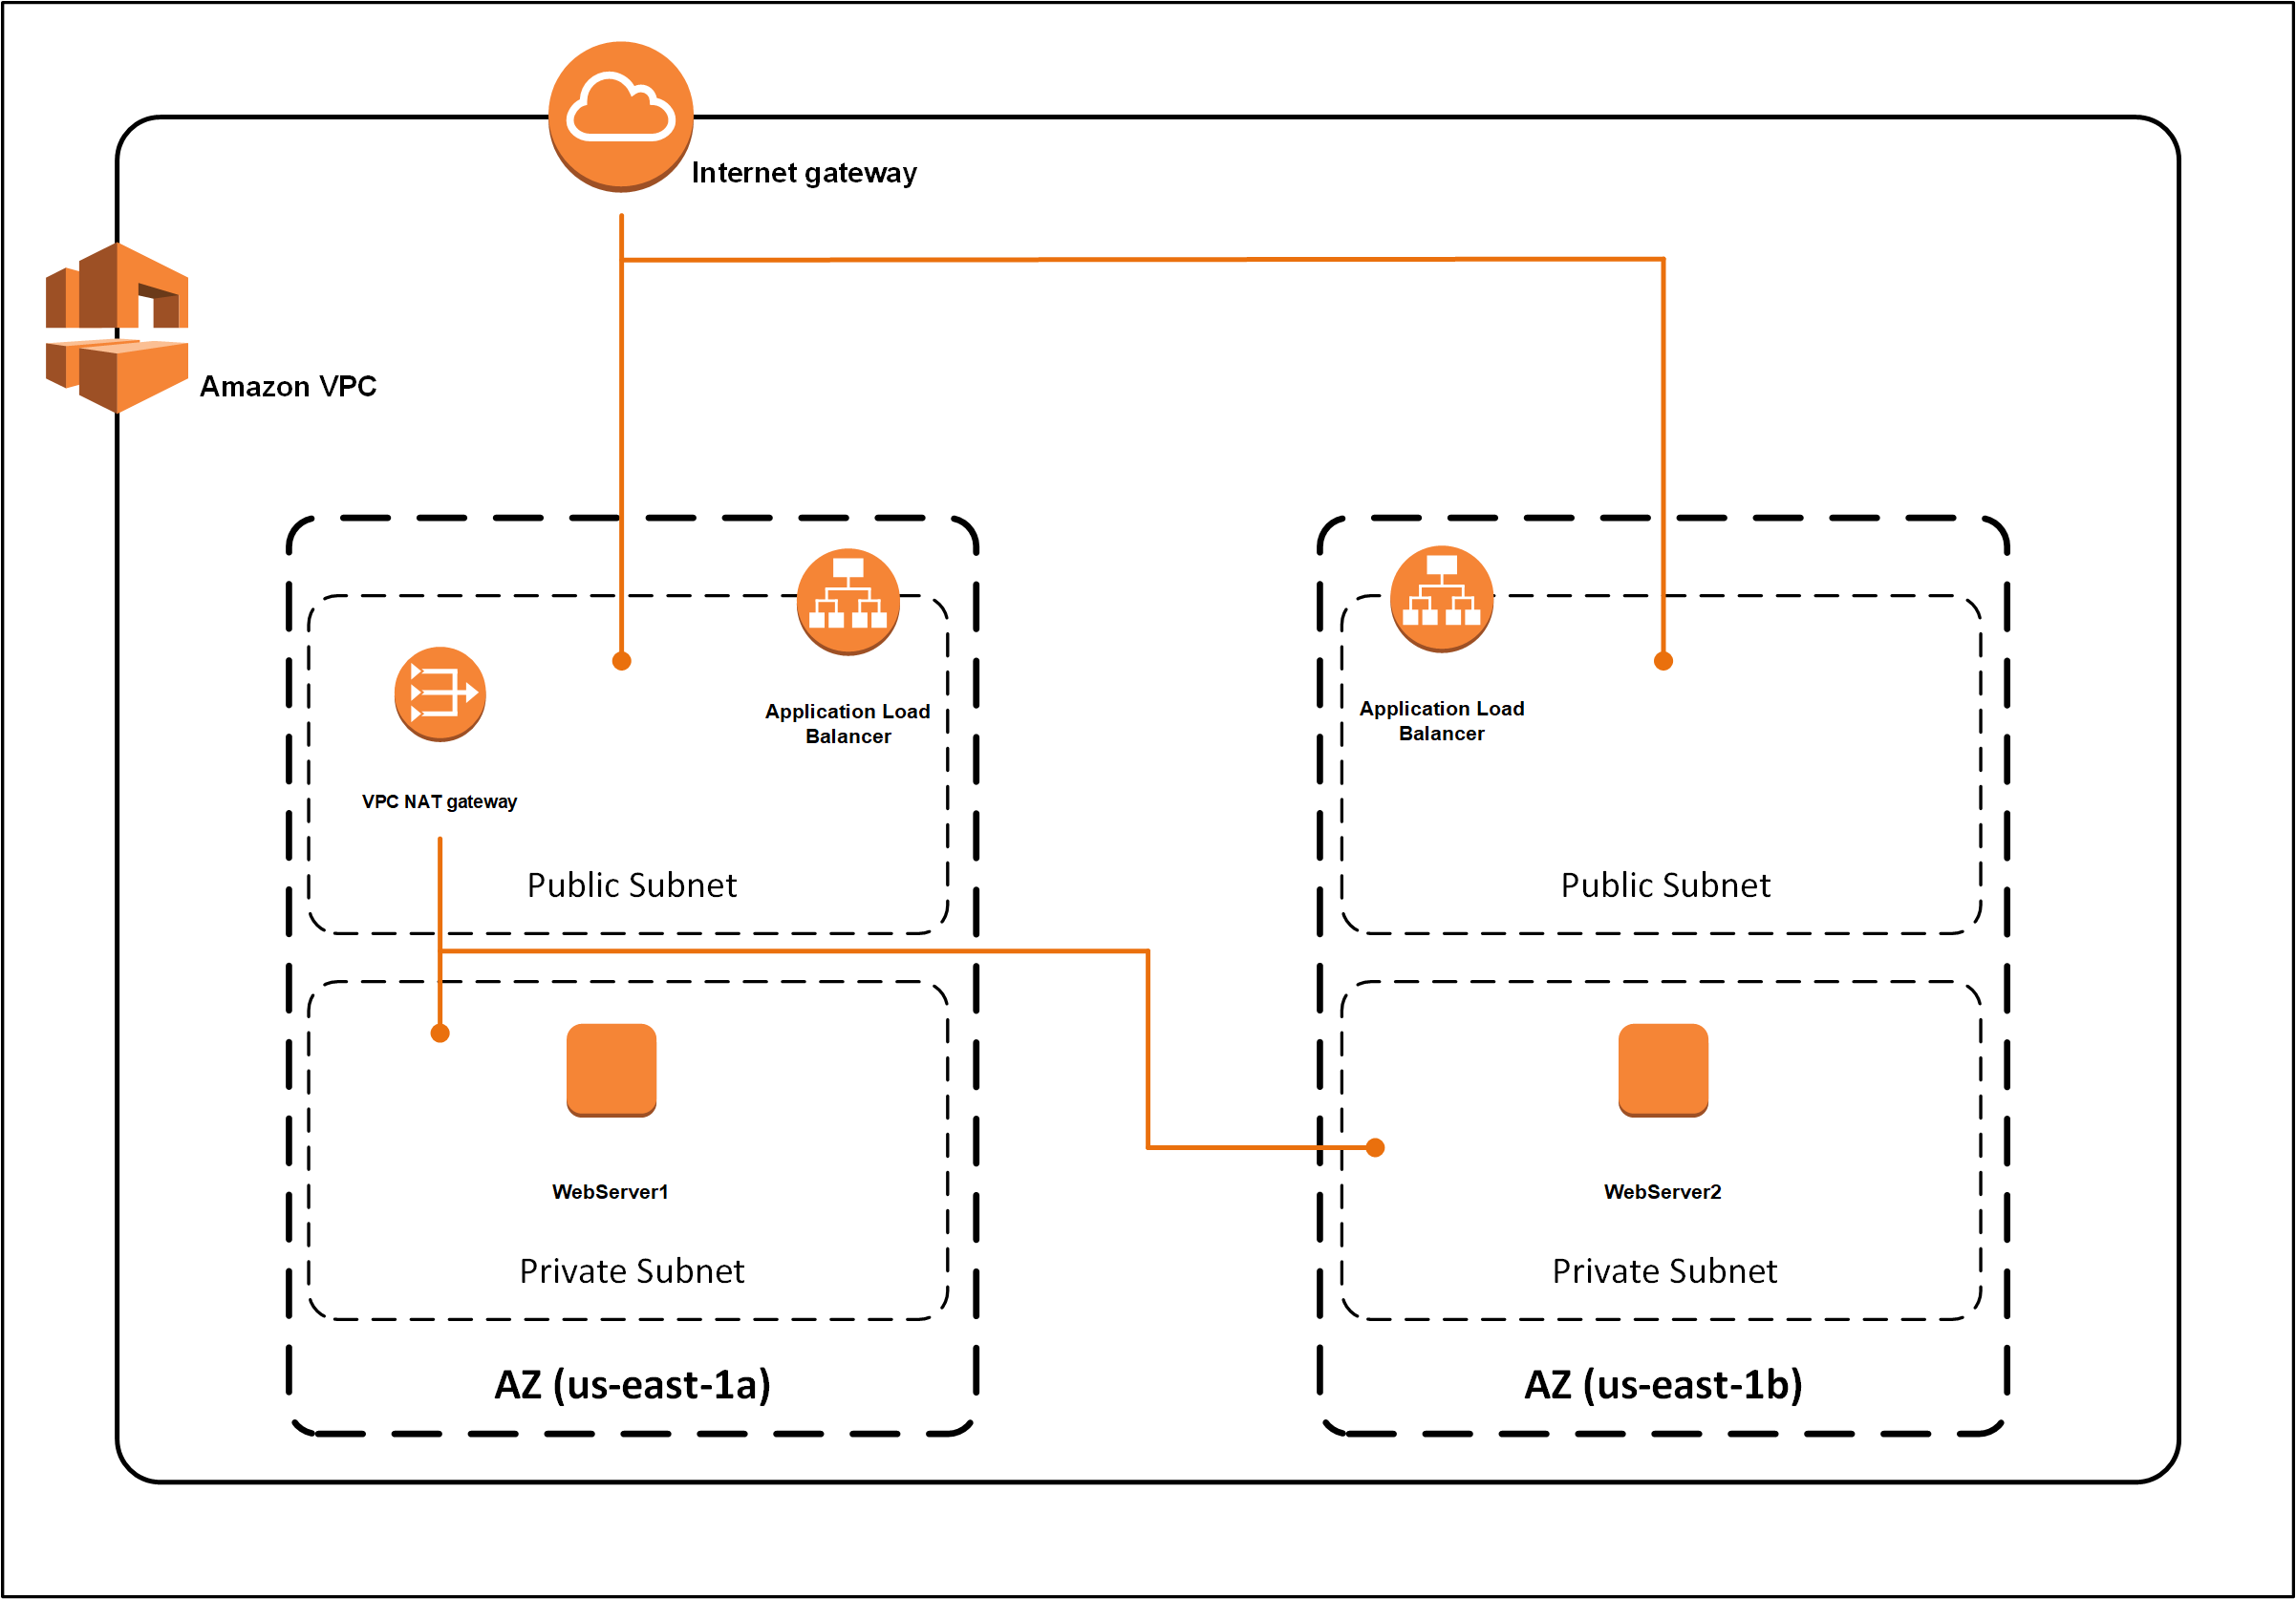 Internet gateway
Amazon VPC
Application Load
Balancer
VPC NAT gateway
Public Subnet
WebServer1
Private Subnet
AZ (us-east-1a)
Application Load
Balancer
Public Subnet
WebServer2
Private Subnet
AZ (us-east-1b)